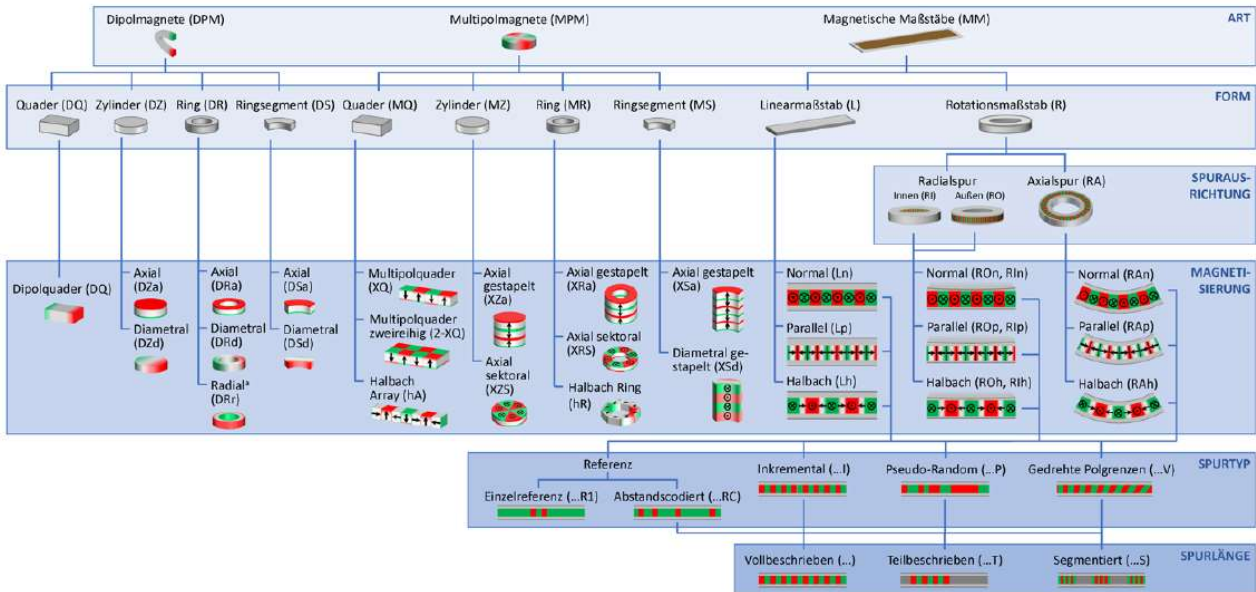 Dipolmagnete (DPM)
Multipolmagnete (MPM)
Magnetische Maßstäbe (MM)
ART
Quader (DQ)
Zylinder (DZ)
Ring (DR)
Ringsegment (DS)
Quader (MQ)
Zylinder (MZ)
Ring (MR)
Ringsegment (MS)
Linearmaßstab (L)
Rotationsmaßstab (R)
FORM
Radialspur
Innen (RI)
Außen (RO)
Axialspur (RA)
SPURAUS-
RICHTUNG
Dipolquader (DQ)
Axial
(DZa)
Diametral
(DZd)
Axial
(DRa)
Diametral
(DRd)
Radialª
(DRr)
Axial
(DSa)
Diametral
(DSd)
Multipolquader
(XQ)
Multipolquader
zweireihig (2-XQ)
Halbach
Array (hA)
Axial
gestapelt
(XZa)
Axial
sektoral
(XZS)
Axial gestapelt
(XRa)
Axial sektoral
(XRS)
Halbach Ring
(hR)
Axial gestapelt
(XSa)
Diametral ge-
stapelt (XSd)
Normal (Ln)
Parallel (Lp)
Halbach (Lh)
Normal (ROn, RIn)
Parallel (ROp, RIp)
Halbach (ROh, RIh)
Normal (RAn)
Parallel (RAp)
Halbach (RAh)
MAGNETI-
SIERUNG
Referenz
Einzelreferenz (...R1)
Abstandscodiert (...RC)
Inkremental (...I)
Pseudo-Random (...P)
Gedrehte Polgrenzen (...V)
SPURTYP
Vollbeschrieben (...)
Teilbeschrieben (...T)
Segmentiert (...S)
SPURLÄNGE